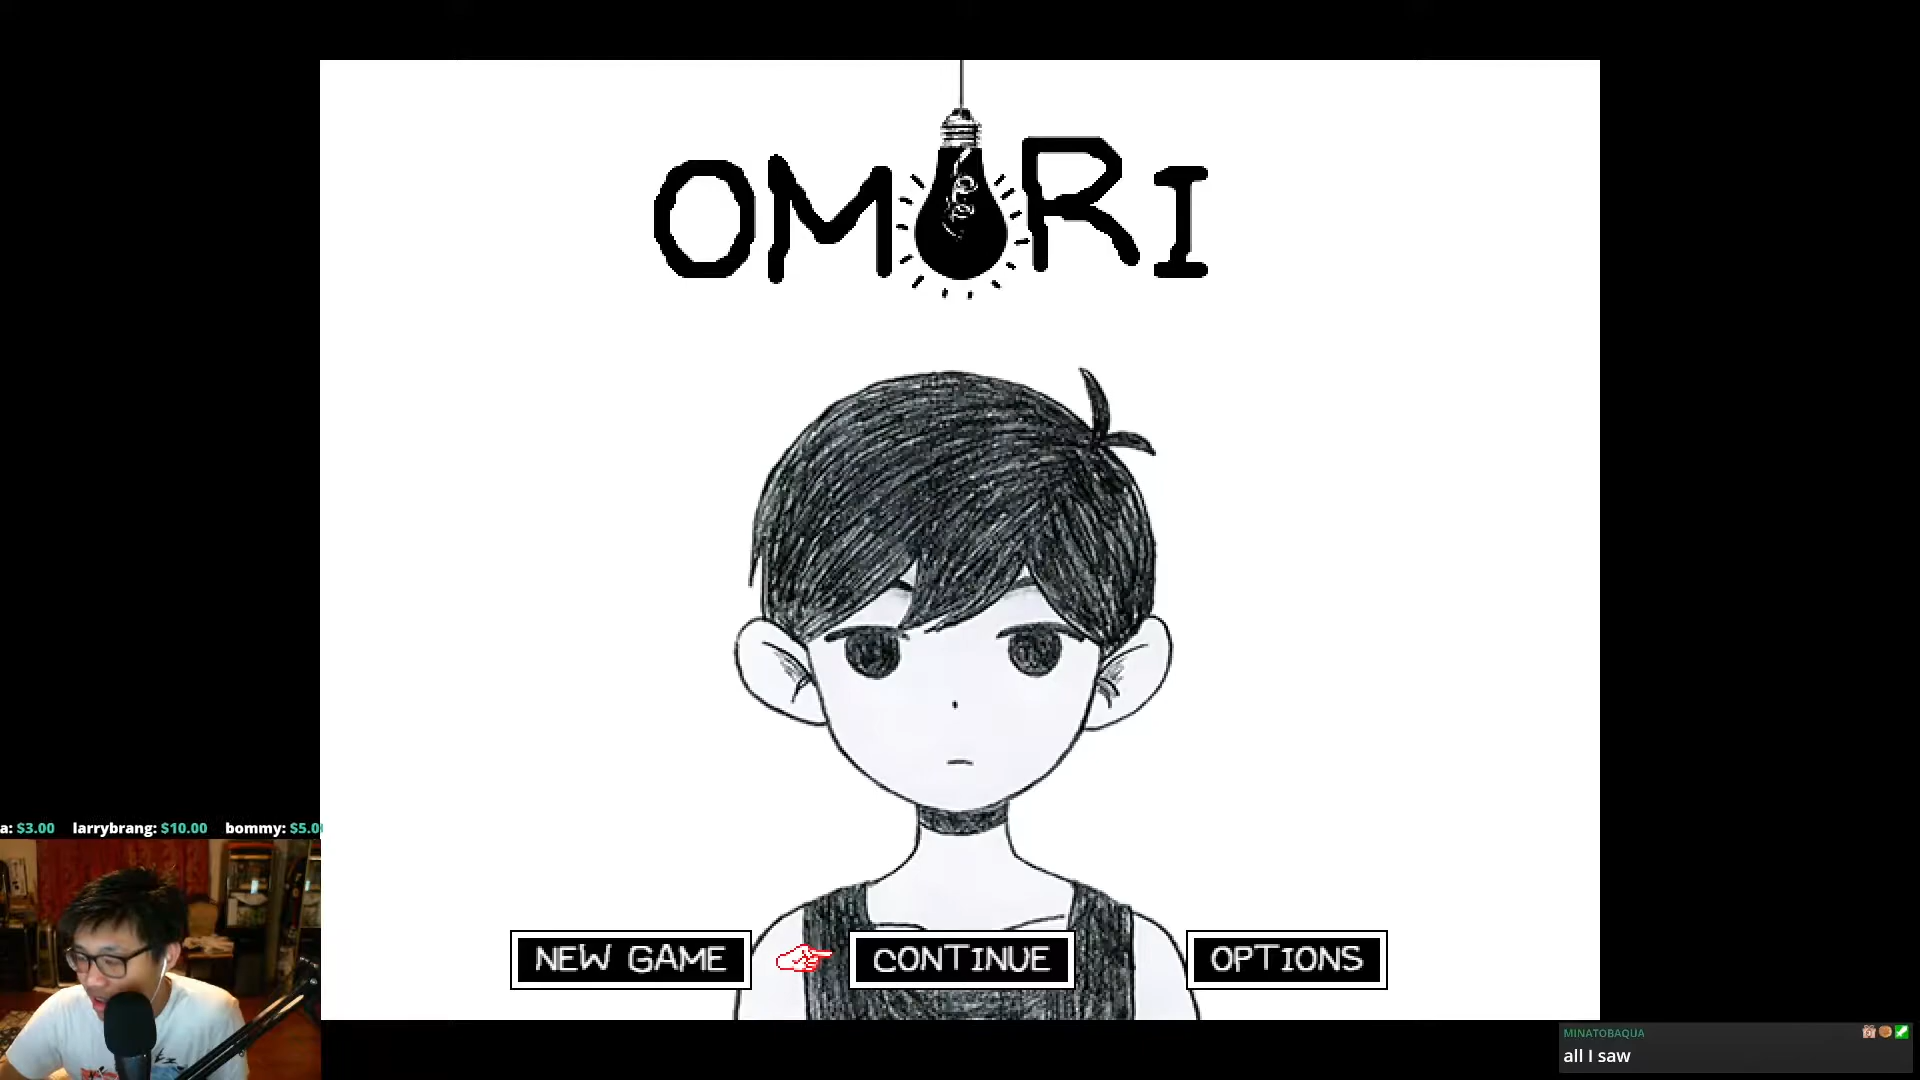 OMORI
a: $3.00 larrybrang: $10.00 bommy: $5.0
NEW GAME
CONTINUE
OPTIONS
MINATOBAQUA
all I saw